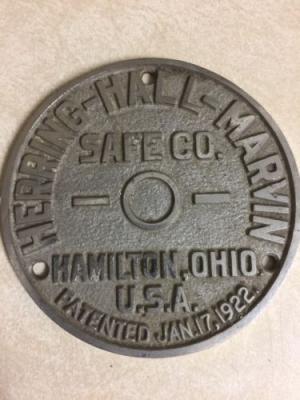 HERRING-HALL-MARVIN
SAFE CO.
HAMILTON, OHIO.
U.S.A.
PATENTED JAN. 17, 1922.